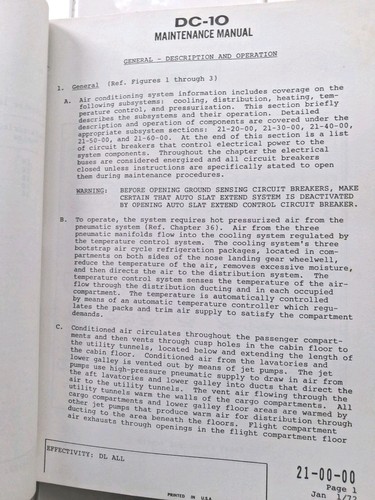 DC-10
MAINTENANCE MANUAL
GENERAL - DESCRIPTION AND OPERATION
1. General (Ref. Figures 1 through 3)
A. Air conditioning system information includes coverage on the
following subsystems: cooling, distribution, heating, tem-
perature control, and pressurization. This section briefly
describes the subsystems and their operation. Detailed
description and operation of components are covered under the
appropriate subsystem sections: 21-20-00, 21-30-00, 21-40-00,
21-50-00, and 21-60-00. At the end of this section is a list
of circuit breakers that control electrical power to the
system components. Throughout the chapter the electrical
buses are considered energized and all circuit breakers
closed unless instructions are specifically stated to open
them during maintenance procedures.
WARNING: BEFORE OPENING GROUND SENSING CIRCUIT BREAKERS, MAKE
CERTAIN THAT AUTO SLAT EXTEND SYSTEM IS DEACTIVATED
BY OPENING AUTO SLAT EXTEND CONTROL CIRCUIT BREAKER.
B. To operate, the system requires hot pressurized air from the
pneumatic system (Ref. Chapter 36). Air from the three
pneumatic manifolds flow into the cooling system regulated by
the temperature control system. The cooling system's three
bootstrap air cycle refrigeration packages, located in com-
partments on both sides of the nose landing gear wheelwell,
reduce the temperature of the air, removes excessive moisture,
and then directs the air to the distribution system. The
temperature control system senses the temperature of the air-
flow through the distribution ducting and in each occupied
compartment. The temperature is automatically controlled
by means of an automatic temperature controller which regu-
lates the packs and trim air supply to satisfy the compartment
demands.
C. Conditioned air circulates throughout the passenger compart-
ments and then vents through cusp holes in the cabin floor to
the utility tunnels, located below and extending the length of
the cabin floor. Conditioned air from the lavatories and
lower galley is vented out by means of jet pumps. The jet
pumps use high-pressure pneumatic supply to draw in air from
the aft lavatories and lower galley into ducts that direct the
air to the utility tunnels. The vent air flowing through the
utility tunnels warm the walls of the cargo compartments. All
cargo compartments and lower galley floor areas are warmed by
other jet pumps that produce warm air for distribution through
ducting to the area beneath the floors. Flight compartment
air exhausts through openings in the flight compartment floor
EFFECTIVITY: DL ALL
21-00-00
Page 1
Jan 1/72
PRINTED IN U.S.A.